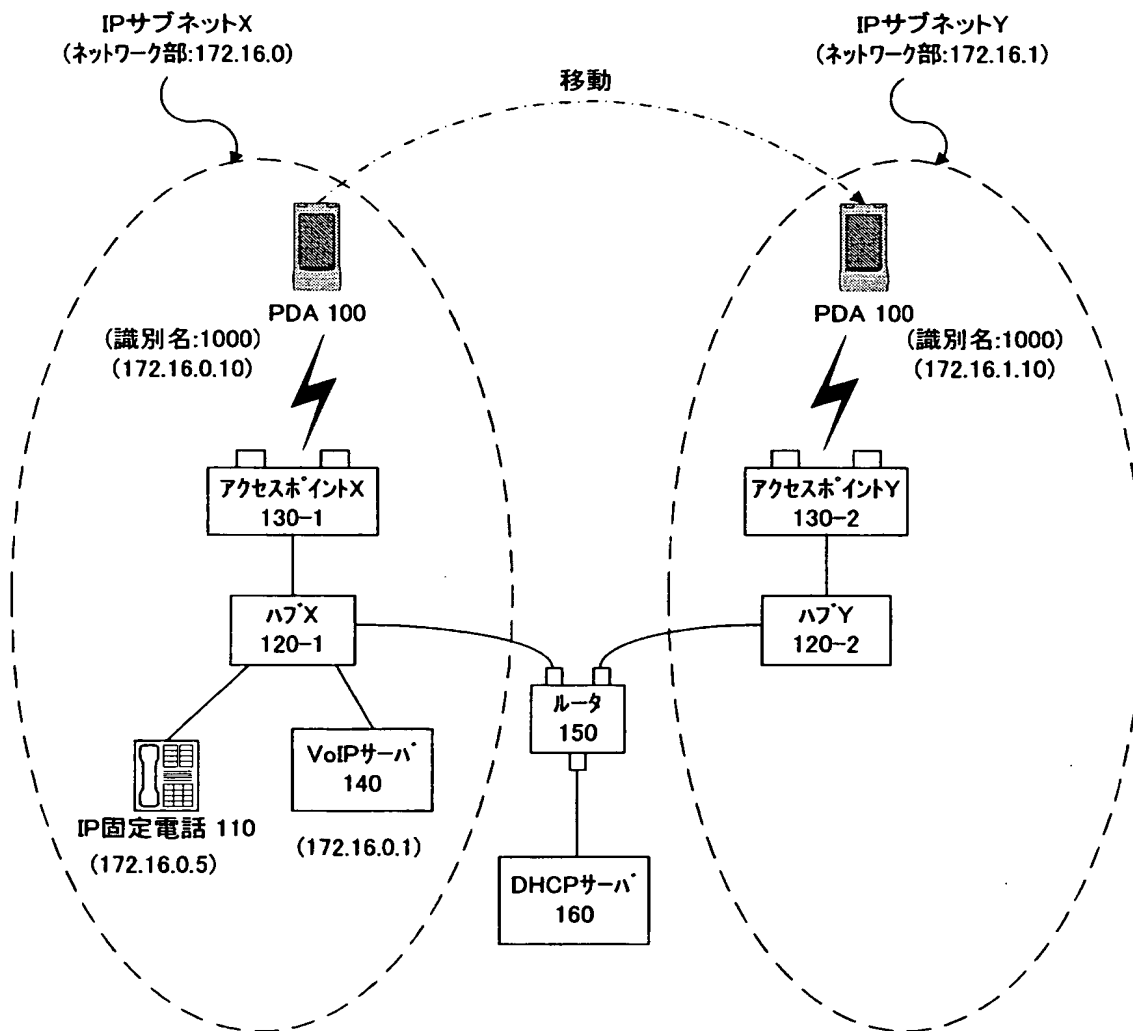 IPサブネットX
(ネットワーク部:172.16.0)
IPサブネットY
(ネットワーク部:172.16.1)
移動
PDA 100
(識別名:1000)
(172.16.0.10)
PDA 100
(識別名:1000)
(172.16.1.10)
アクセスポイントX
130-1
アクセスポイントY
130-2
ハブX
120-1
ハブY
120-2
ルータ
150
VoIPサーバ
140
IP固定電話 110
(172.16.0.5)
(172.16.0.1)
DHCPサーバ
160